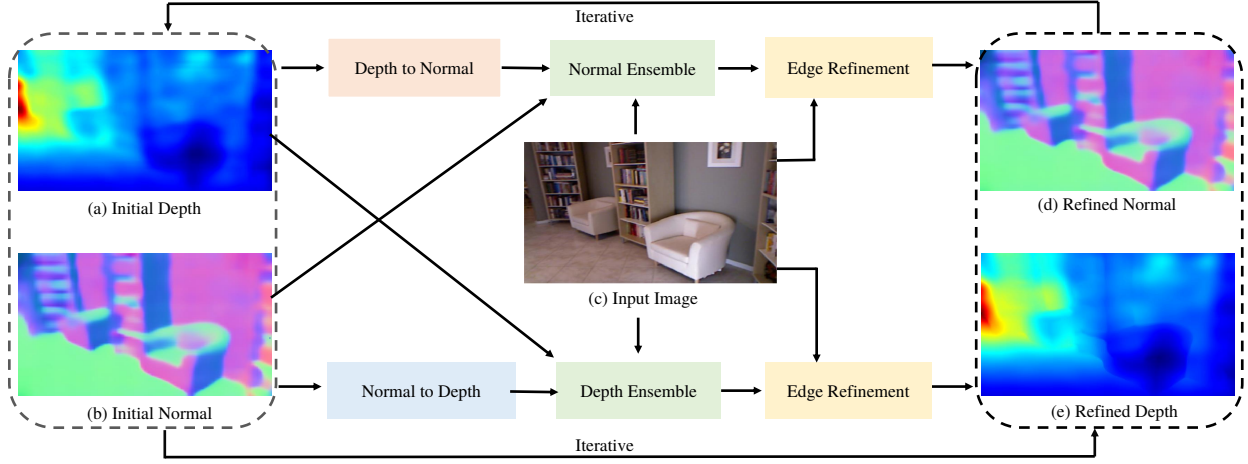 Iterative
Depth to Normal
Normal Ensemble
Edge Refinement
(a) Initial Depth
(d) Refined Normal
(c) Input Image
Normal to Depth
Depth Ensemble
Edge Refinement
(b) Initial Normal
(e) Refined Depth
Iterative